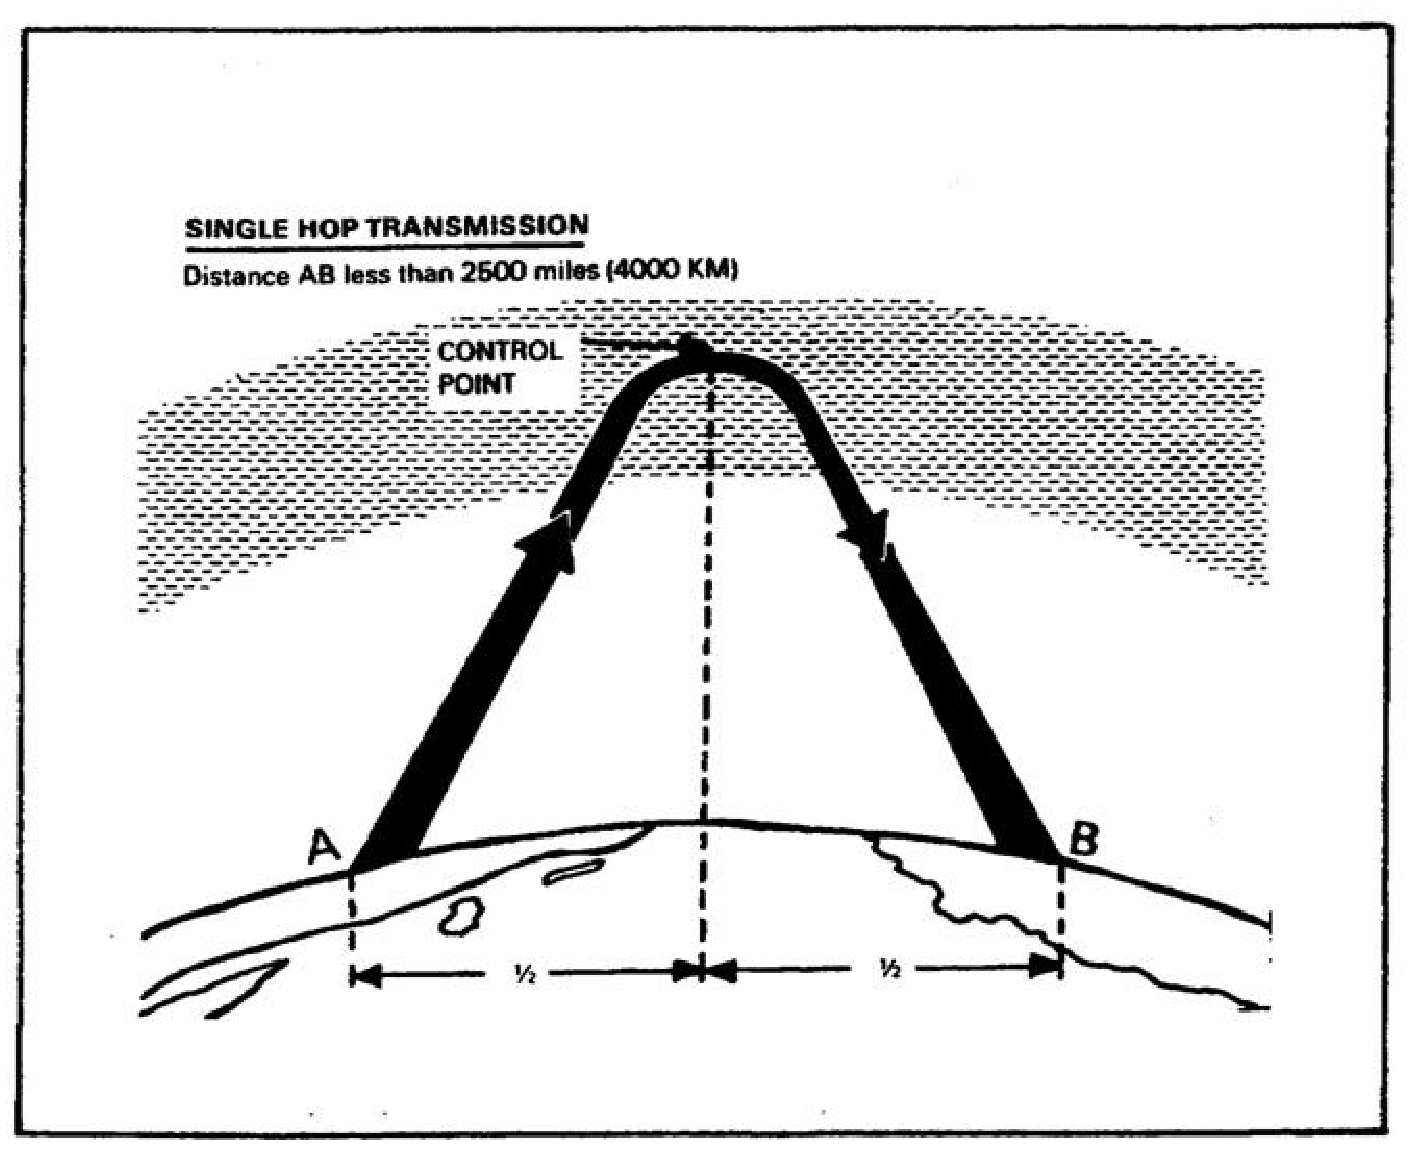 SINGLE HOP TRANSMISSION
Distance AB less than 2500 miles (4000 KM)
CONTROL
POINT
A
B
½
½